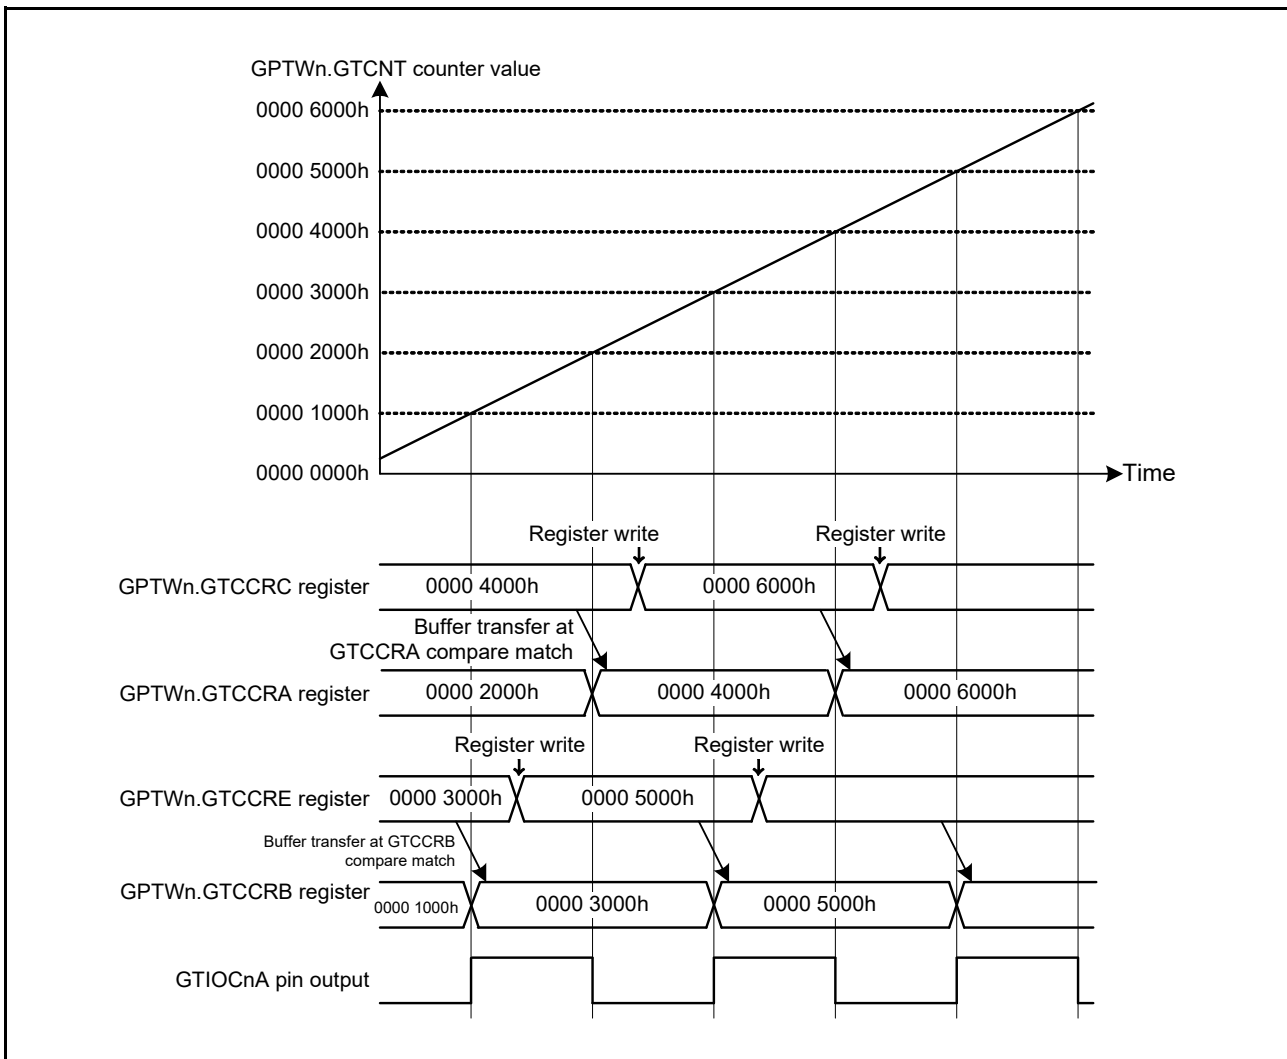 GPTWn.GTCNT counter value
0000 6000h
0000 5000h
0000 4000h
0000 3000h
0000 2000h
0000 1000h
0000 0000h
Time
Register write
Register write
GPTWn.GTCCRC register
0000 4000h
0000 6000h
Buffer transfer at
GTCCRA compare match
GPTWn.GTCCRA register
0000 2000h
0000 4000h
0000 6000h
Register write
Register write
GPTWn.GTCCRE register
0000 3000h
0000 5000h
Buffer transfer at GTCCRB
compare match
GPTWn.GTCCRB register
0000 1000h
0000 3000h
0000 5000h
GTIOCnA pin output